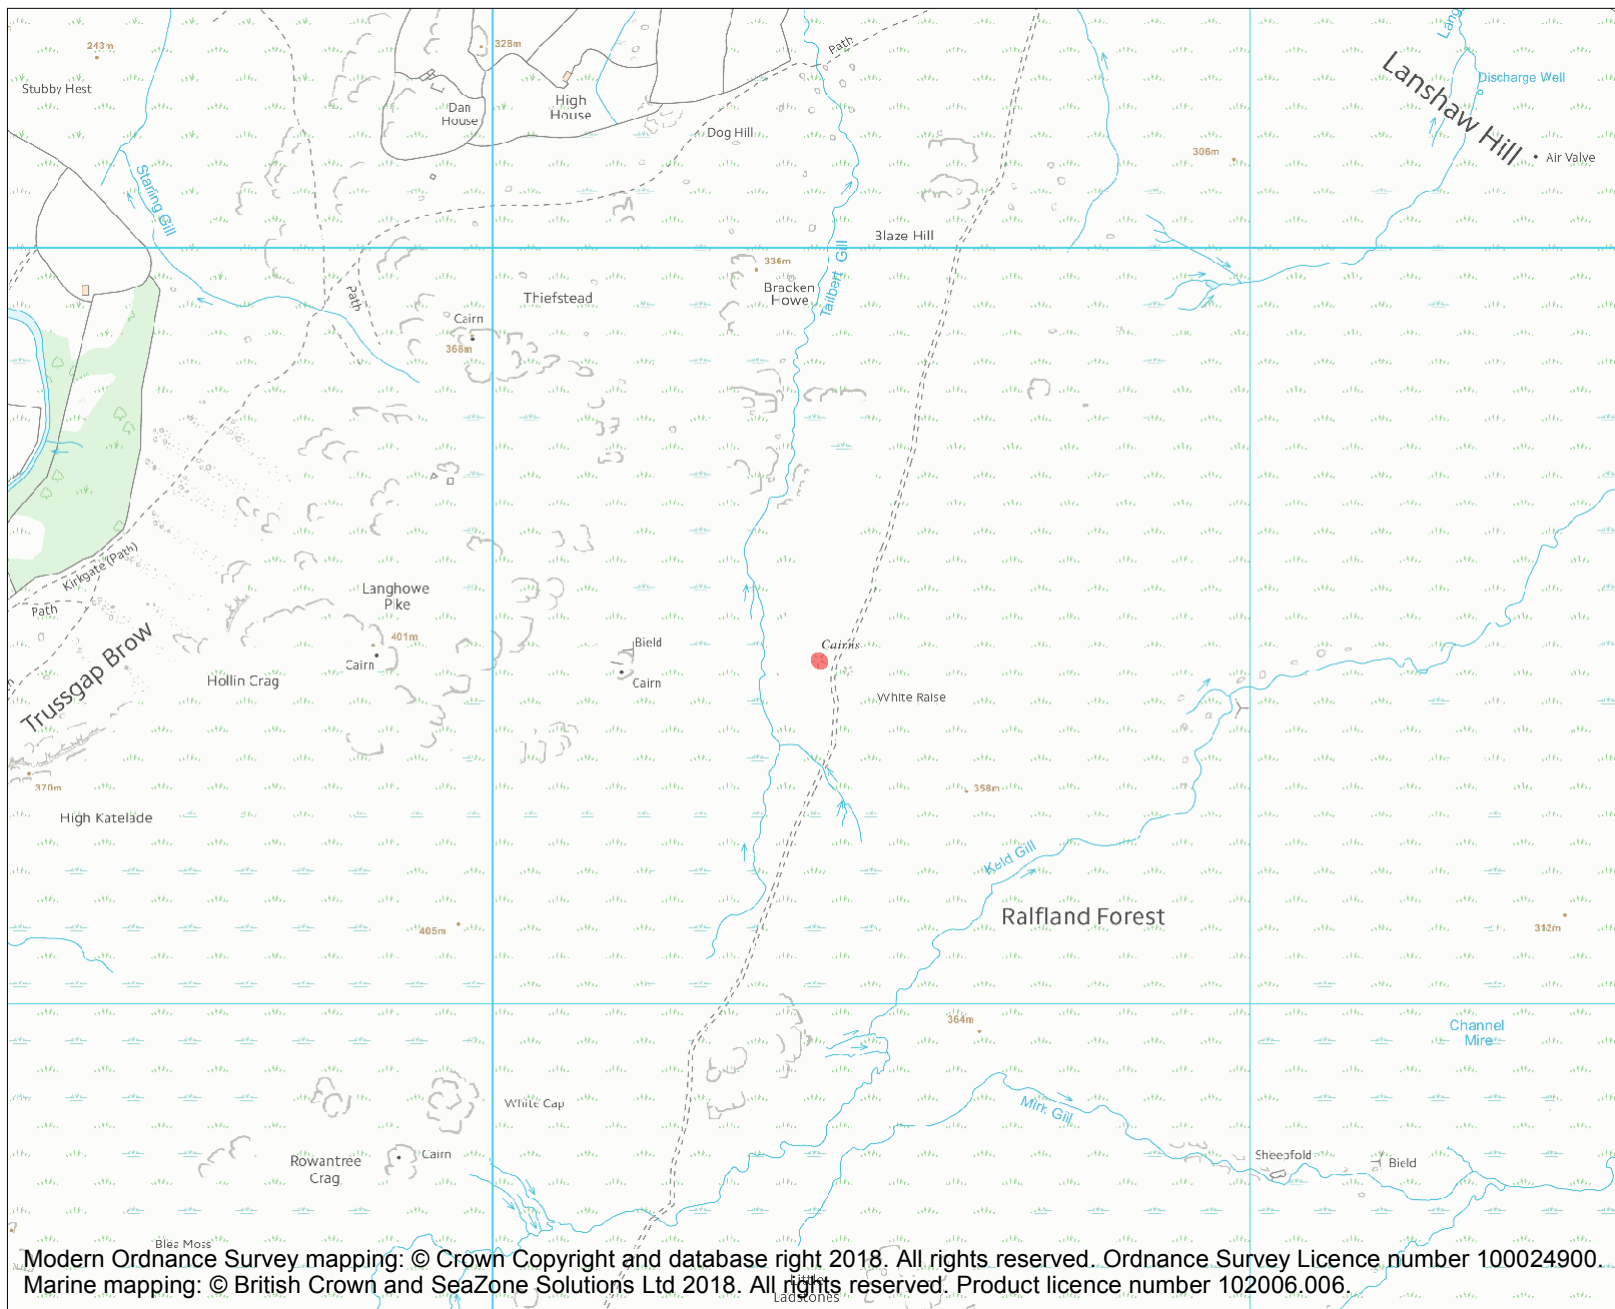 243m
328m
Path
Lang
Stubby Hest
Dan
House
High
House
Dog Hill
Lanshaw Hill
Discharge Well
Air Valve
306m
Starling Gill
Blaze Hill
Tailbert Gill
336m
Bracken
Howe
Thiefstead
Path
Cairn
368m
Kirkgate (Path)
Path
Langhowe
Pike
401m
Cairn
Bield
Cairn
Cairns
White Raise
Trussgap Brow
Hollin Crag
370m
High Katelade
358m
Keld Gill
Ralfland Forest
405m
312m
364m
Channel
Mire
White Cap
Mirk Gill
Rowantree
Crag
Cairn
Sheepfold
Bield
Blea Moss
Modern Ordnance Survey mapping: © Crown Copyright and database right 2018. All rights reserved. Ordnance Survey Licence number 100024900.
Marine mapping: © British Crown and SeaZone Solutions Ltd 2018. All rights reserved. Product licence number 102006.006.
Little
Ladstones